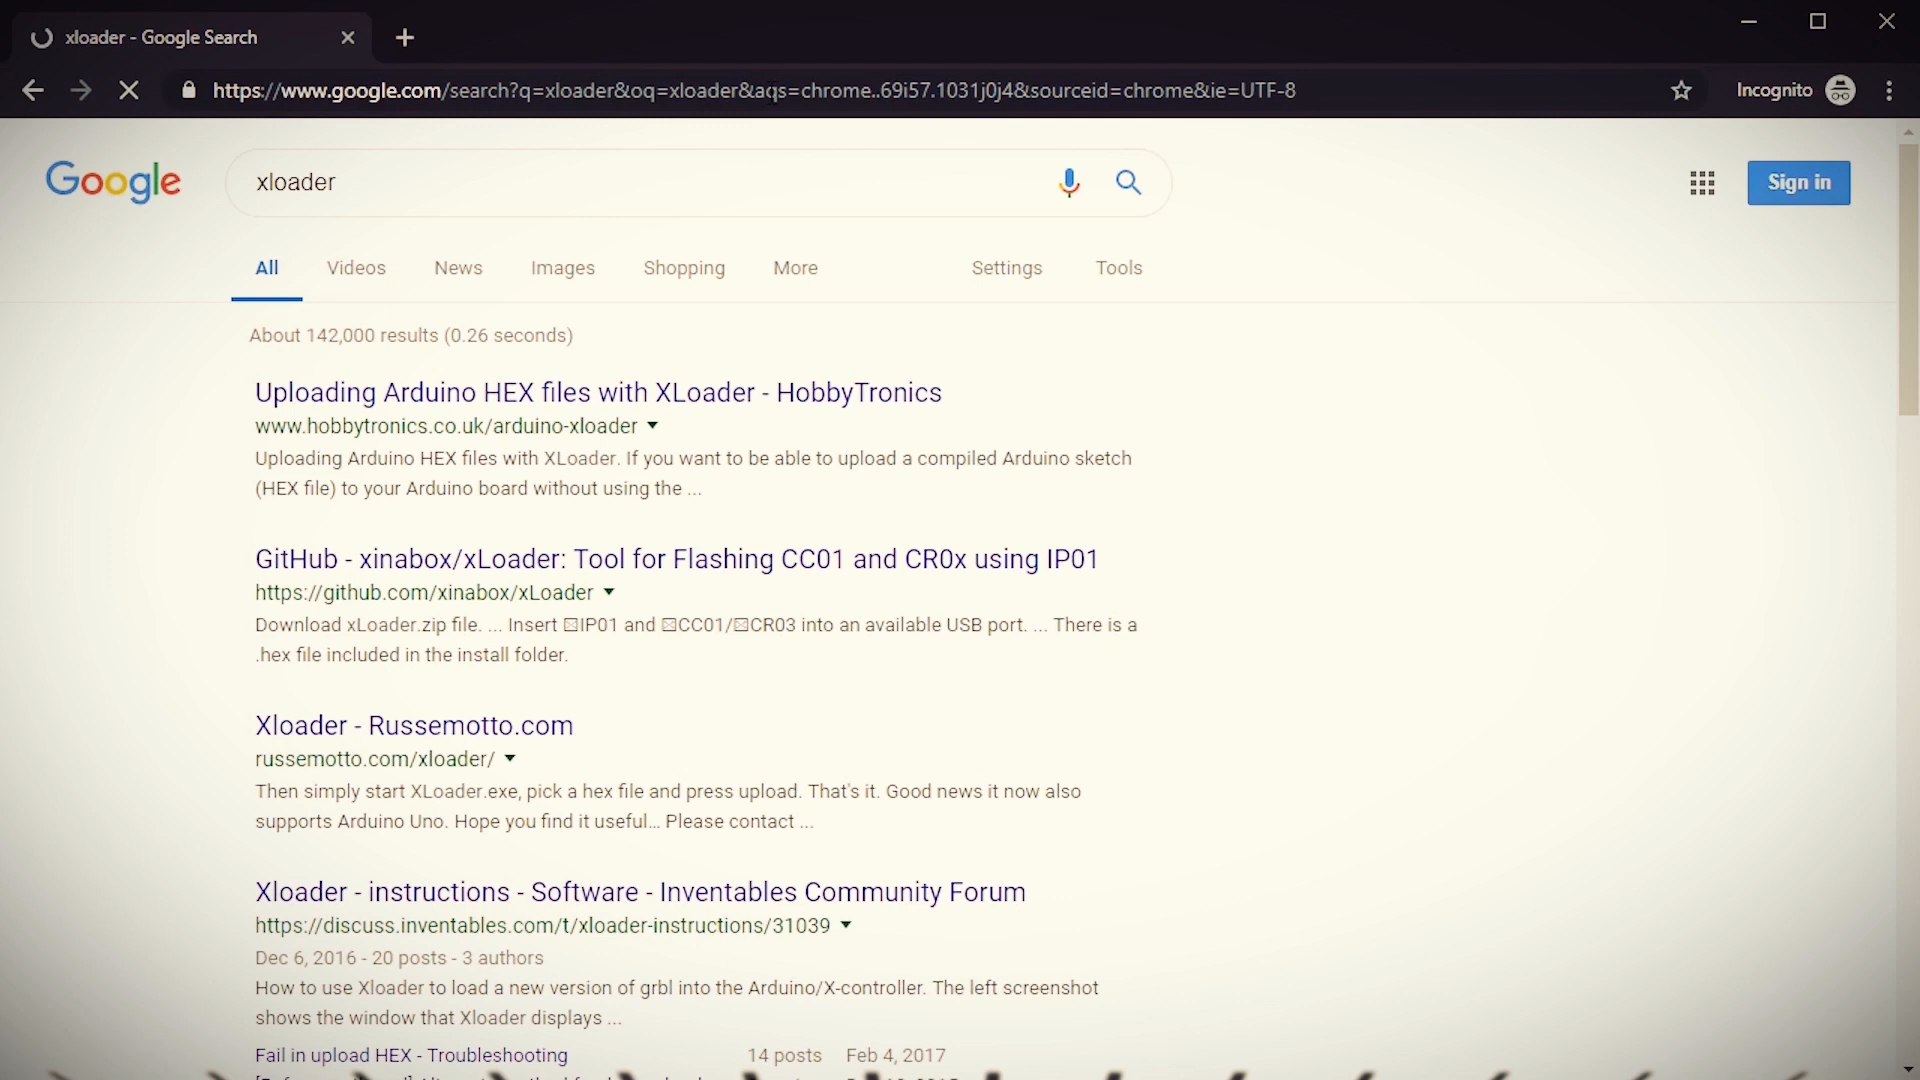 xloader - Google Search
https://www.google.com/search?q=xloader&oq=xloader&aqs=chrome..69i57.1031j0j4&sourceid=chrome&ie=UTF-8
Incognito
Google
xloader
Sign in
All Videos News Images Shopping More Settings Tools
About 142,000 results (0.26 seconds)
Uploading Arduino HEX files with XLoader - HobbyTronics
www.hobbytronics.co.uk/arduino-xloader
Uploading Arduino HEX files with XLoader. If you want to be able to upload a compiled Arduino sketch
(HEX file) to your Arduino board without using the ...
GitHub - xinabox/xLoader: Tool for Flashing CC01 and CR0x using IP01
https://github.com/xinabox/xLoader
Download xLoader.zip file. ... Insert ☒IP01 and ☒CC01/☒CR03 into an available USB port. ... There is a
.hex file included in the install folder.
Xloader - Russemotto.com
russemotto.com/xloader/
Then simply start XLoader.exe, pick a hex file and press upload. That's it. Good news it now also
supports Arduino Uno. Hope you find it useful… Please contact ...
Xloader - instructions - Software - Inventables Community Forum
https://discuss.inventables.com/t/xloader-instructions/31039
Dec 6, 2016 - 20 posts - 3 authors
How to use Xloader to load a new version of grbl into the Arduino/X-controller. The left screenshot
shows the window that Xloader displays ...
Fail in upload HEX - Troubleshooting 14 posts Feb 4, 2017